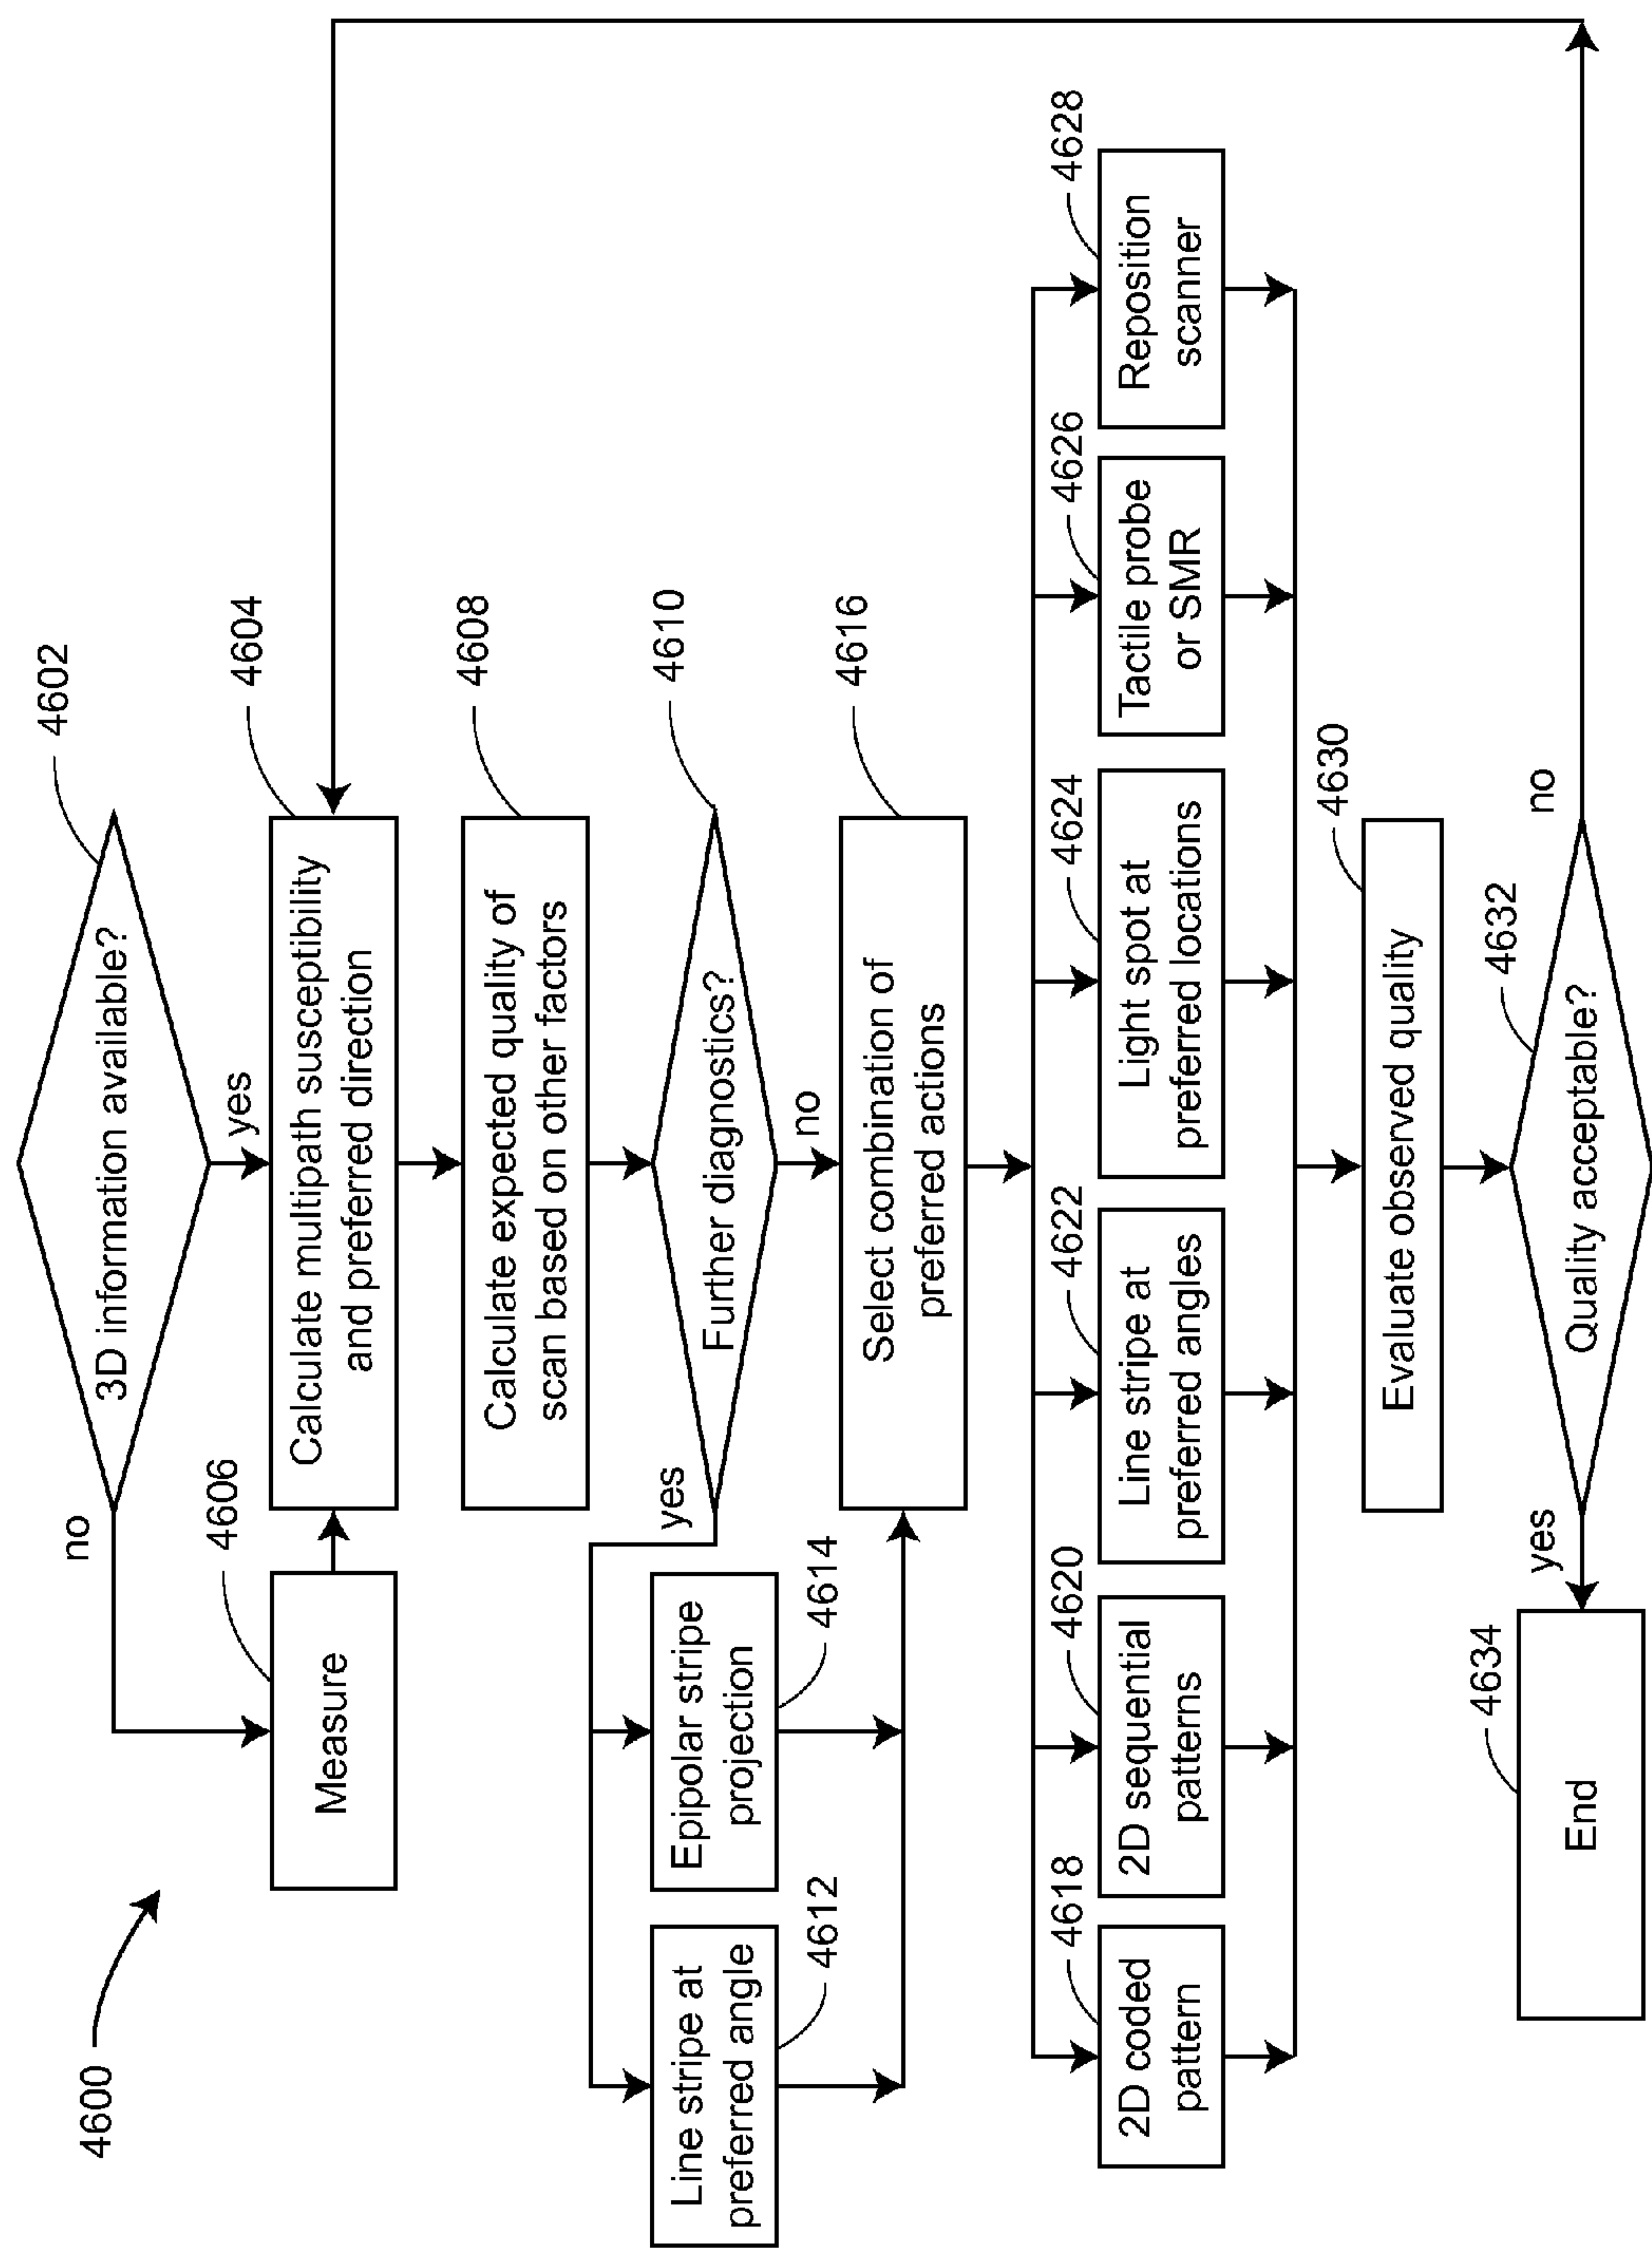 4600
3D information available?
4602
no
yes
Measure
4606
Calculate multipath susceptibility
and preferred direction
4604
Calculate expected quality of
scan based on other factors
4608
Further diagnostics?
4610
yes
no
Line stripe at
preferred angle
4612
Epipolar stripe
projection
4614
Select combination of
preferred actions
4616
2D coded
pattern
4618
2D sequential
patterns
4620
Line stripe at
preferred angles
4622
Light spot at
preferred locations
4624
Tactile probe
or SMR
4626
Reposition
scanner
4628
Evaluate observed quality
4630
Quality acceptable?
4632
yes
no
End
4634